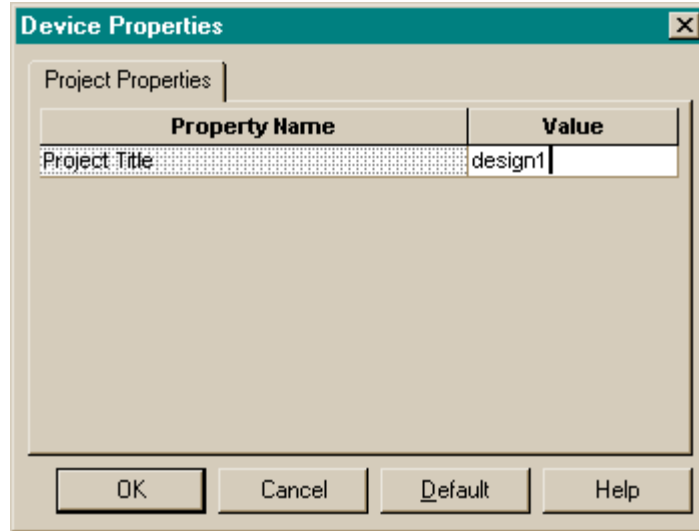 Device Properties
Project Properties
Property Name Value
Project Title design1
OK Cancel Default Help